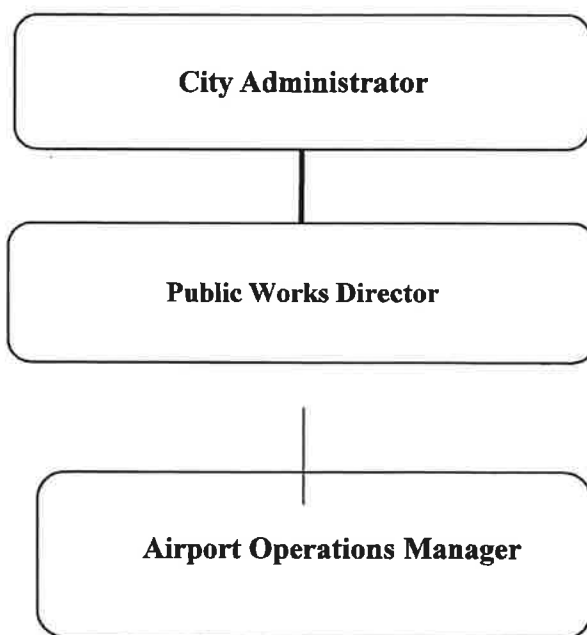 City Administrator
Public Works Director
Airport Operations Manager